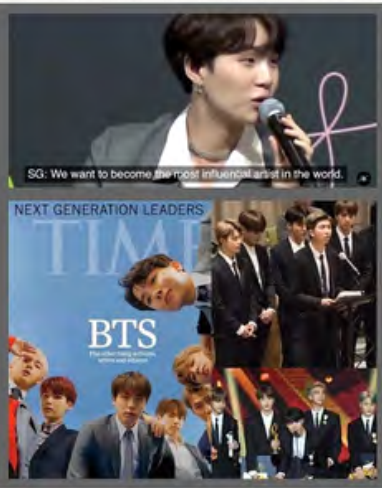 SG: We want to become the most influential artist in the world.
NEXT GENERATION LEADERS
TIME
BTS